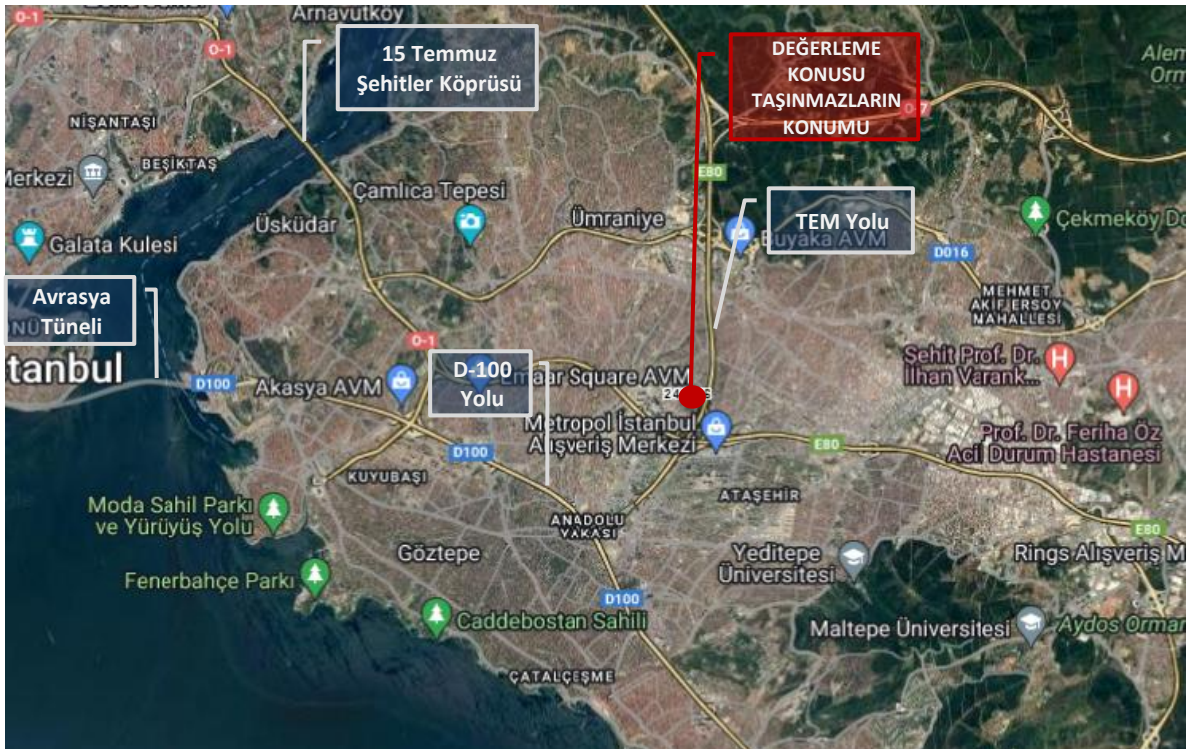 O-1
Arnavutköy
O-1
15 Temmuz
Şehitler Köprüsü
DEĞERLEME
KONUSU
TAŞINMAZLARIN
KONUMU
O-7
NİŞANTAŞI
BEŞİKTAŞ
Merkezi
E80
Çamlıca Tepesi
Ümraniye
Üsküdar
Galata Kulesi
TEM Yolu
Buyaka AVM
Çekmeköy Do
D016
Avrasya
Tüneli
MEHMET
AKİF ERSOY
MAHALLESİ
tanbul
O-1
D100
Akasya AVM
D-100
Yolu
Emaar Square AVM
Şehit Prof. Dr.
İlhan Varank...
Metropol İstanbul
Alışveriş Merkezi
Prof. Dr. Feriha Öz
Acil Durum Hastanesi
E80
D100
KUYUBAŞI
ATAŞEHİR
Moda Sahil Parkı
ve Yürüyüş Yolu
ANADOLU
YAKASI
E80
Göztepe
Yeditepe
Üniversitesi
Rings Alışveriş M
Fenerbahçe Parkı
D100
Caddebostan Sahili
Maltepe Üniversitesi
Aydos Orman
ÇATALÇEŞME